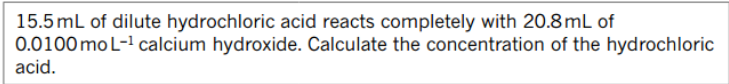 15.5 mL of dilute hydrochloric acid reacts completely with 20.8 mL of
0.0100 mo L⁻¹ calcium hydroxide. Calculate the concentration of the hydrochloric
acid.